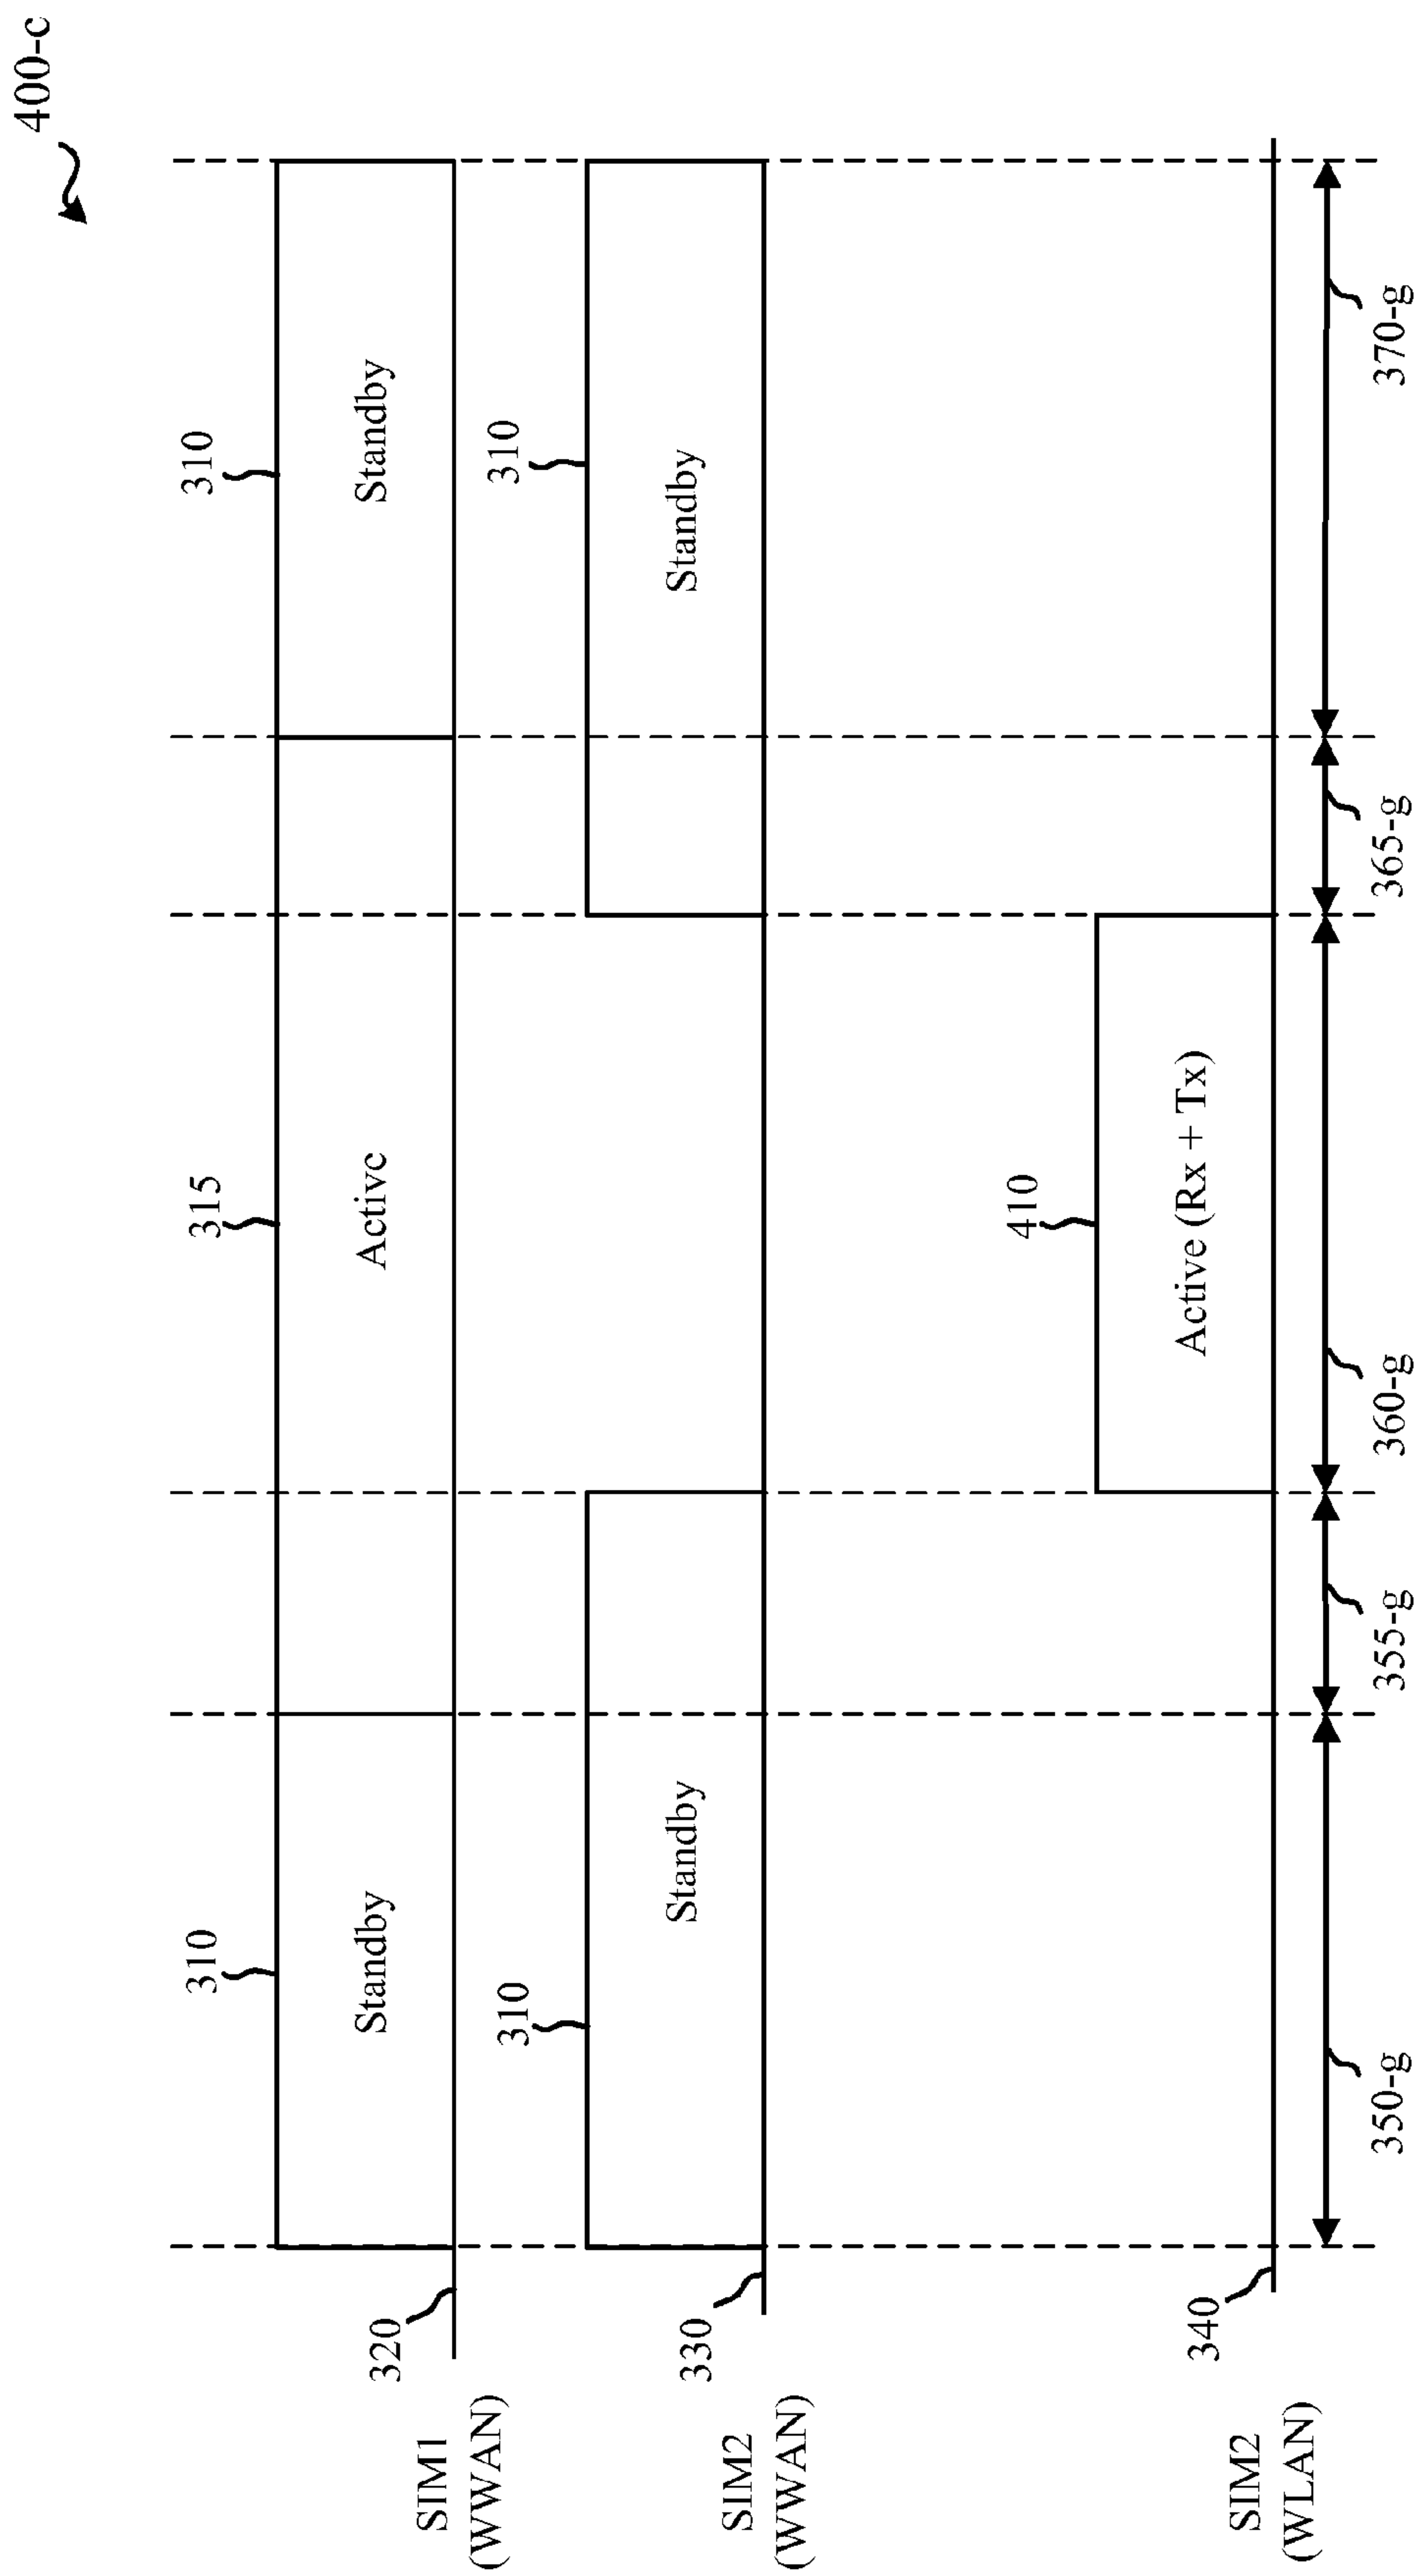 400-c
310
315
310
Standby
Active
Standby
320
SIM1
(WWAN)
310
310
Standby
Standby
330
SIM2
(WWAN)
410
Active (Rx + Tx)
340
SIM2
(WLAN)
350-g
355-g
360-g
365-g
370-g